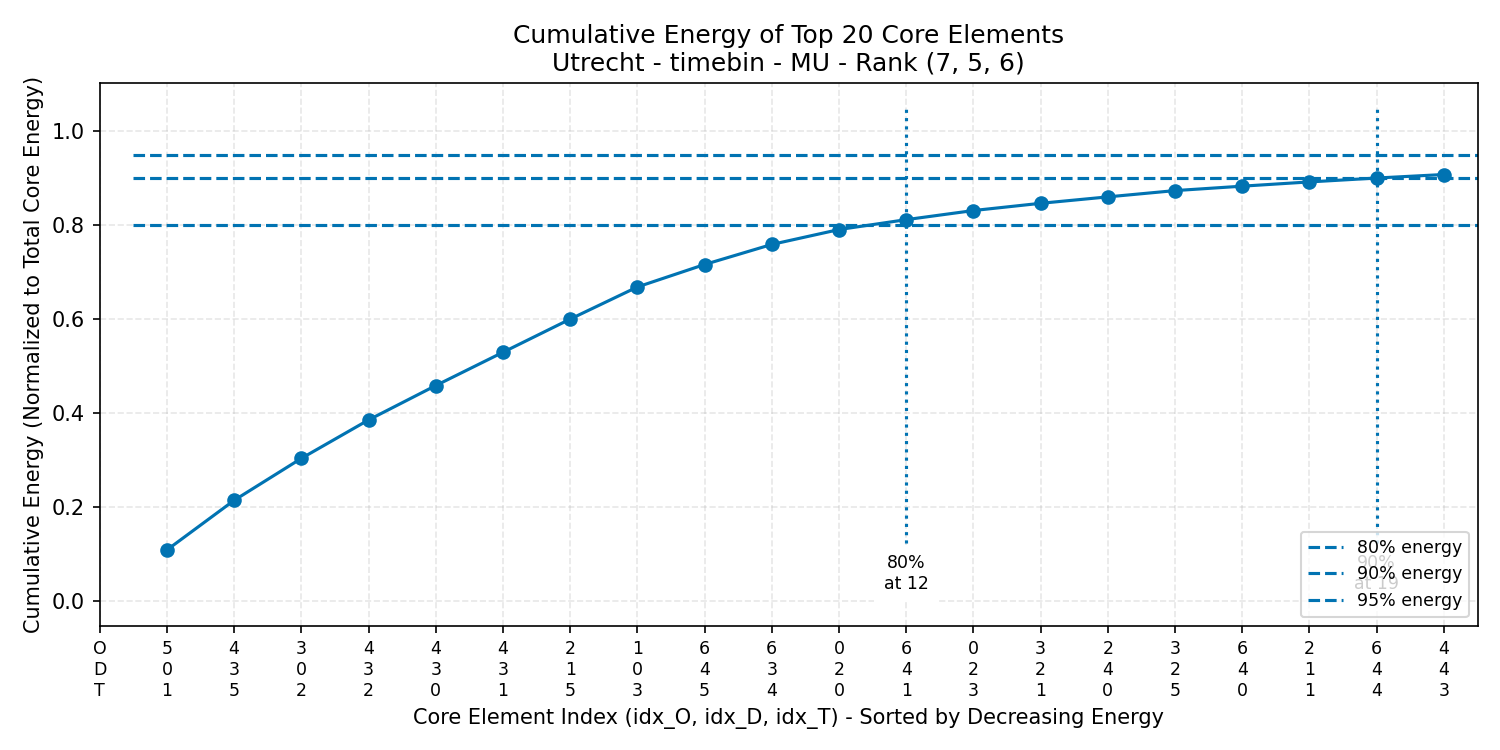 Cumulative Energy of Top 20 Core Elements
Utrecht - timebin - MU - Rank (7, 5, 6)
Cumulative Energy (Normalized to Total Core Energy)
1.0
0.8
0.6
0.4
0.2
0.0
80%
at 12
90%
at 19
80% energy
90% energy
95% energy
O 5 4 3 4 4 4 2 1 6 6 0 6 0 3 2 3 6 2 6 4
D 0 3 0 3 3 3 1 0 4 3 2 4 2 2 4 2 4 1 4 4
T 1 5 2 2 0 1 5 3 5 4 0 1 3 1 0 5 0 1 4 3
Core Element Index (idx_O, idx_D, idx_T) - Sorted by Decreasing Energy